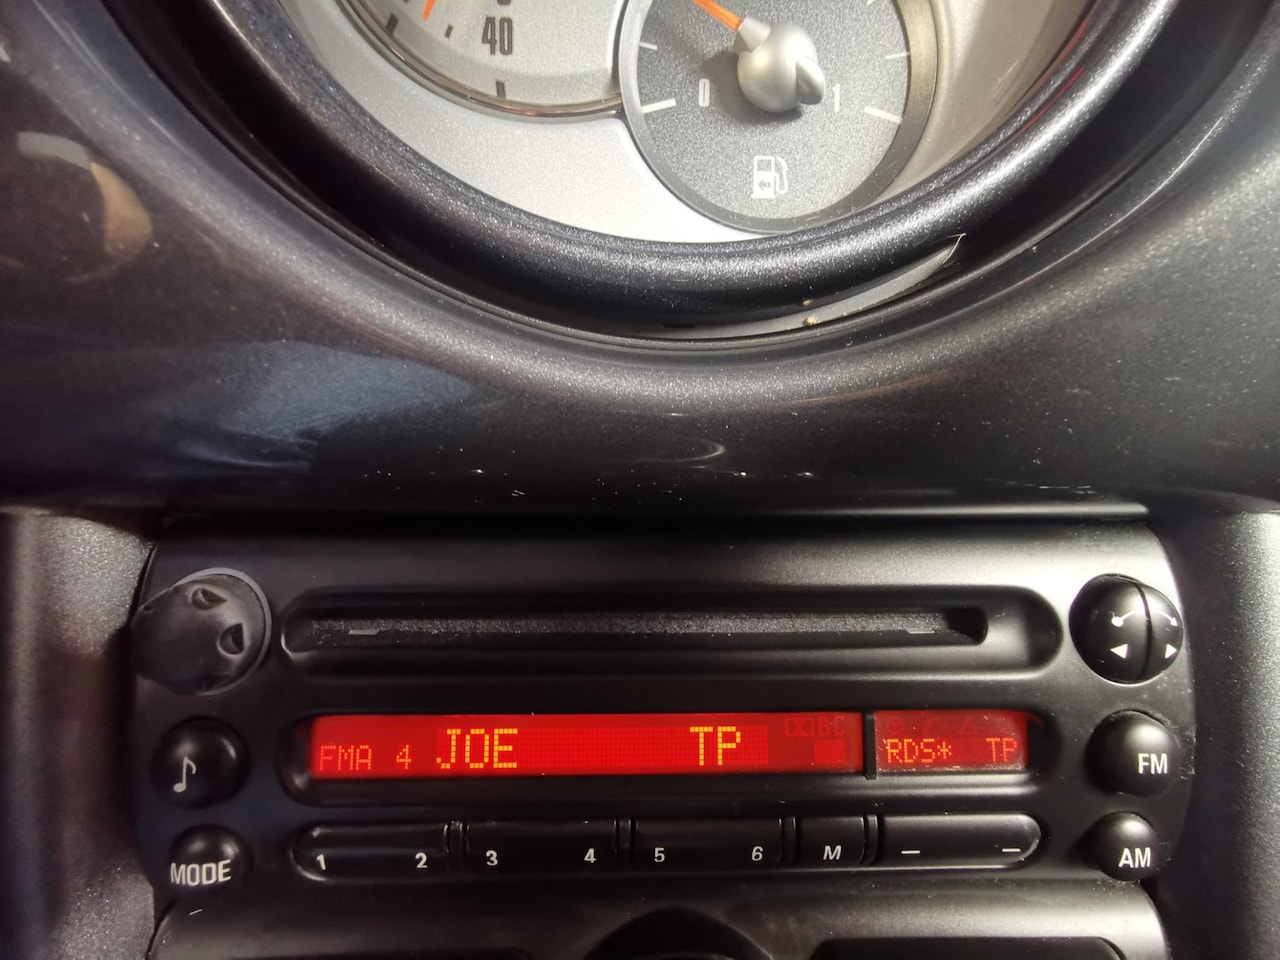 40
0 1
FMA 4 JOE TP RDS* TP
FM
1 2 3 4 5 6 M — —
MODE
AM